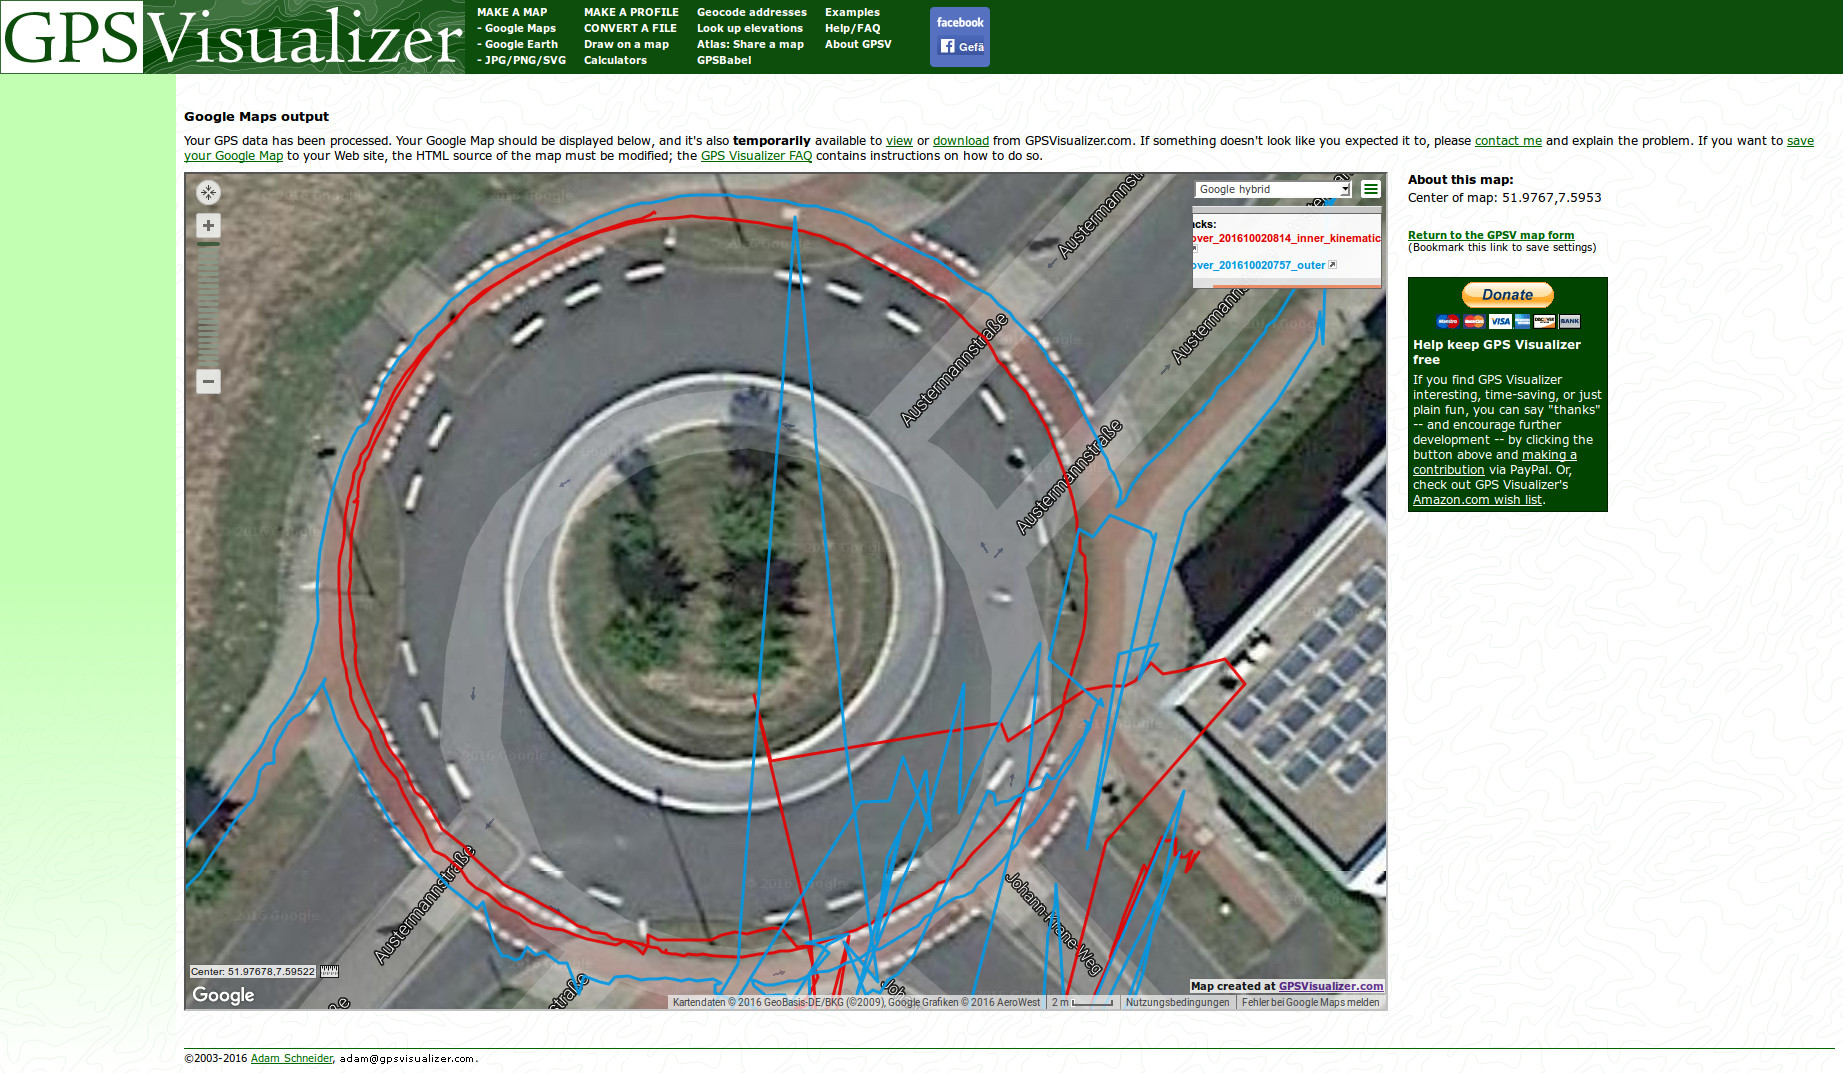 GPS Visualizer
MAKE A MAP
- Google Maps
- Google Earth
- JPG/PNG/SVG
MAKE A PROFILE
CONVERT A FILE
Draw on a map
Calculators
Geocode addresses
Look up elevations
Atlas: Share a map
GPSBabel
Examples
Help/FAQ
About GPSV
facebook
Gefä
Google Maps output
Your GPS data has been processed. Your Google Map should be displayed below, and it's also temporarily available to view or download from GPSVisualizer.com. If something doesn't look like you expected it to, please contact me and explain the problem. If you want to save
your Google Map to your Web site, the HTML source of the map must be modified; the GPS Visualizer FAQ contains instructions on how to do so.
Google hybrid
acks:
over_201610020814_inner_kinematic
over_201610020757_outer
Austermannstr
Austermannstraße
Austermannstraße
Austermannstraße
Johann-Krane-Weg
Joh
straße
Center: 51.97678,7.59522
Google
Map created at GPSVisualizer.com
Kartendaten © 2016 GeoBasis-DE/BKG (©2009), Google Grafiken © 2016 AeroWest
2 m
Nutzungsbedingungen
Fehler bei Google Maps melden
About this map:
Center of map: 51.9767,7.5953
Return to the GPSV map form
(Bookmark this link to save settings)
Donate
VISA
BANK
Help keep GPS Visualizer
free
If you find GPS Visualizer
interesting, time-saving, or just
plain fun, you can say "thanks"
-- and encourage further
development -- by clicking the
button above and making a
contribution via PayPal. Or,
check out GPS Visualizer's
Amazon.com wish list.
©2003-2016 Adam Schneider, adam@gpsvisualizer.com.